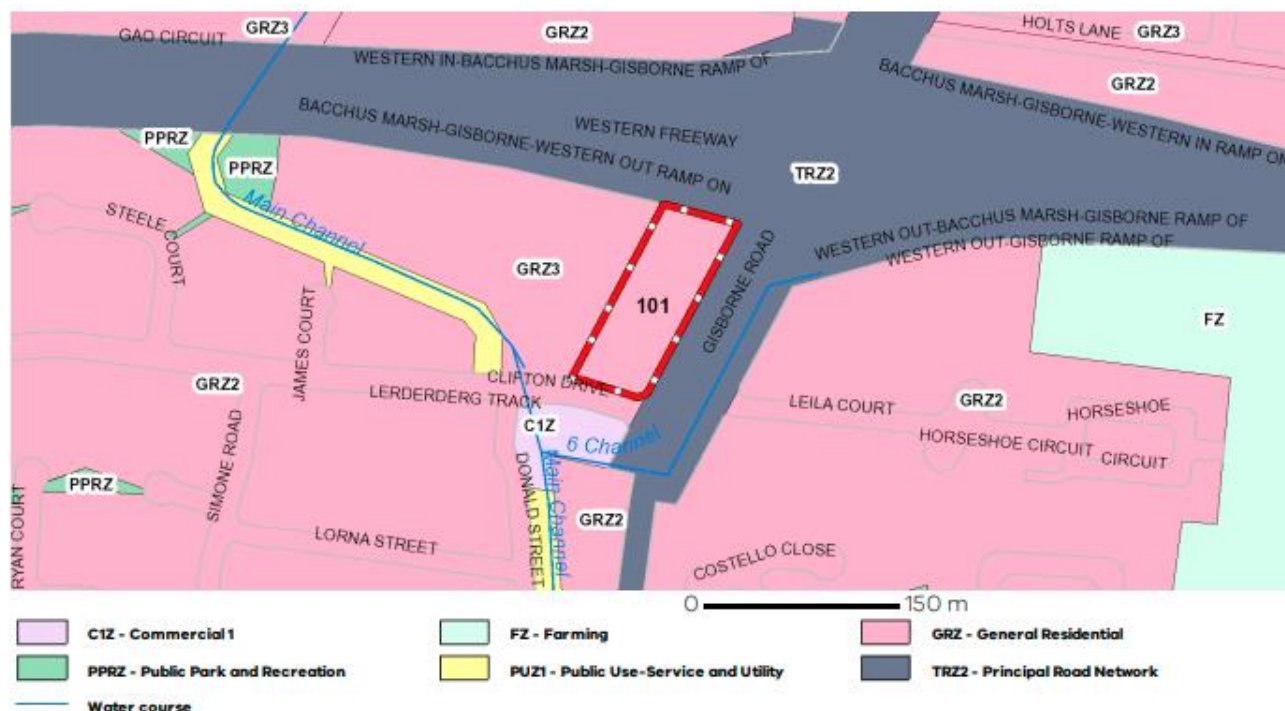 GRZ3
GRZ2
HOLTS LANE
GRZ3
GAO CIRCUIT
WESTERN IN-BACCHUS MARSH-GISBORNE RAMP OF
GRZ2
BACCHUS MARSH-GISBORNE-WESTERN IN RAMP ON
BACCHUS MARSH-GISBORNE-WESTERN OUT RAMP ON
WESTERN FREEWAY
PPRZ
PPRZ
TRZ2
Main Channel
STEELE COURT
WESTERN OUT-BACCHUS MARSH-GISBORNE RAMP OF
WESTERN OUT-GISBORNE RAMP OF
GRZ3
101
GISBORNE ROAD
FZ
JAMES COURT
CLIFTON DRIVE
GRZ2
LERDERDERG TRACK
LEILA COURT
GRZ2
HORSESHOE
C1Z
6 Channel
HORSESHOE CIRCUIT
CIRCUIT
PPRZ
SIMONE ROAD
DONALD STREET
Main Channel
GRZ2
RYAN COURT
LORNA STREET
COSTELLO CLOSE
0 150 m
C1Z - Commercial 1
FZ - Farming
GRZ - General Residential
PPRZ - Public Park and Recreation
PUZ1 - Public Use-Service and Utility
TRZ2 - Principal Road Network
Water course